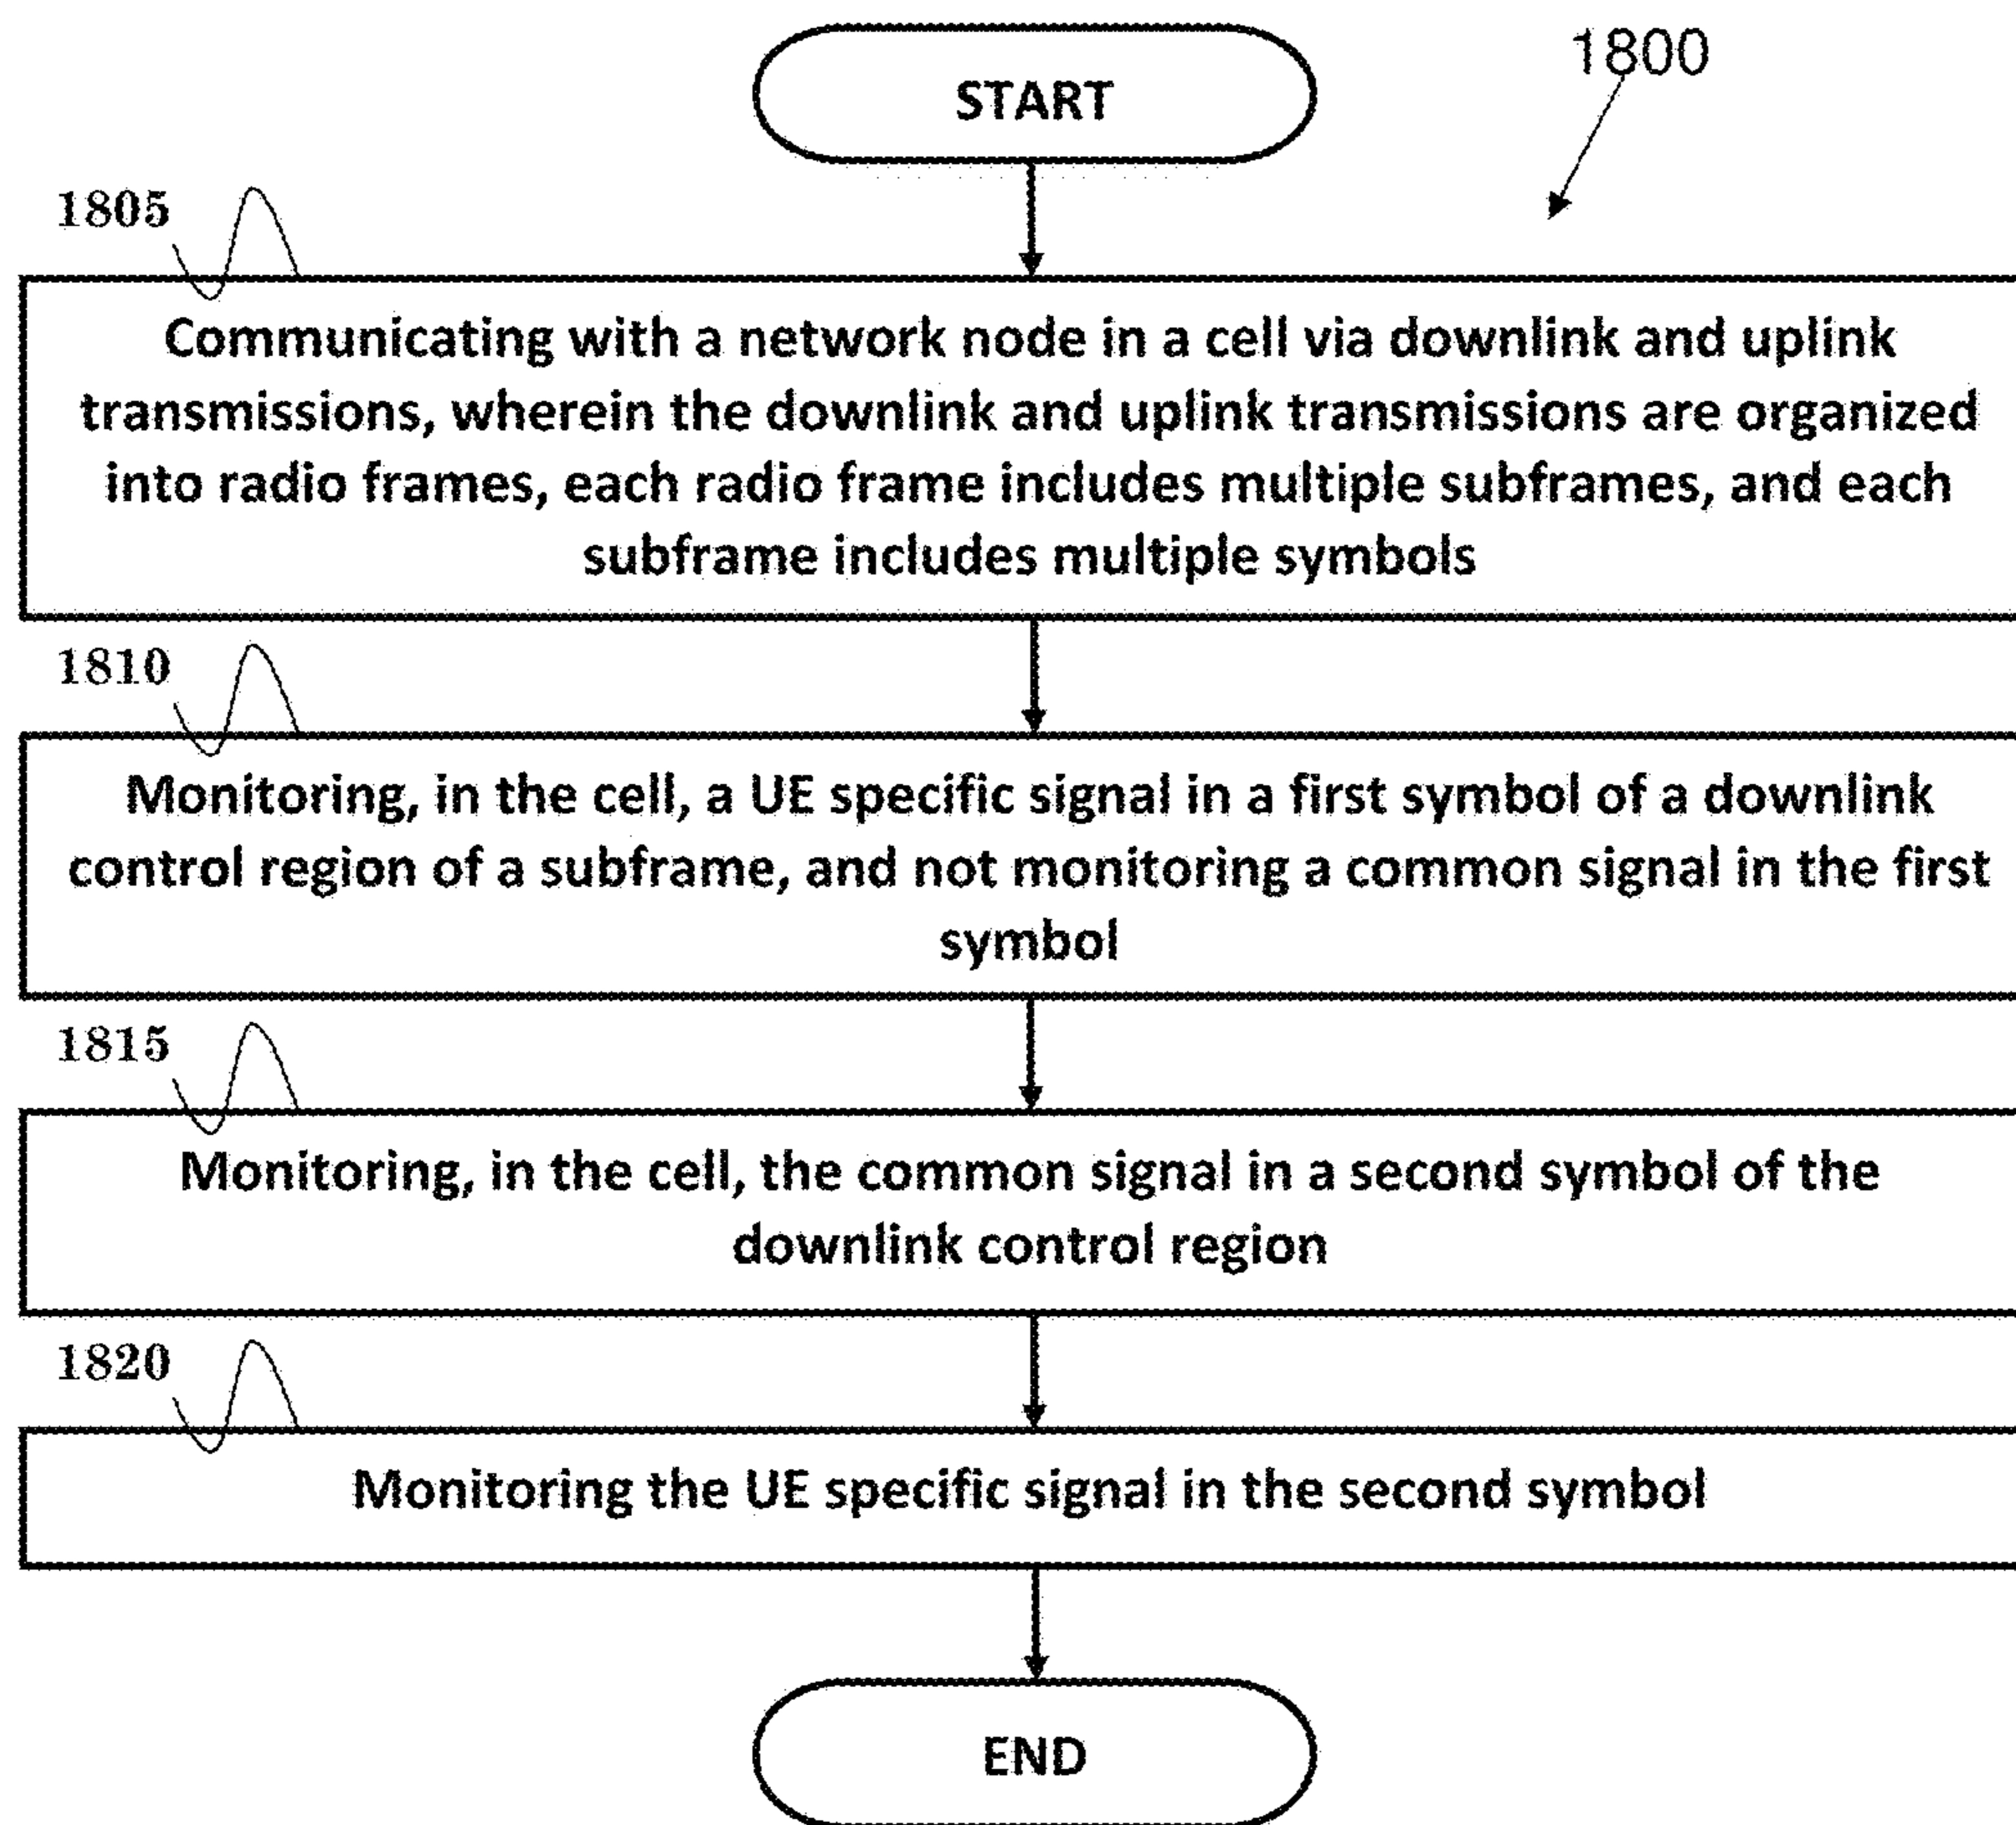 START
1800
1805
Communicating with a network node in a cell via downlink and uplink
transmissions, wherein the downlink and uplink transmissions are organized
into radio frames, each radio frame includes multiple subframes, and each
subframe includes multiple symbols
1810
Monitoring, in the cell, a UE specific signal in a first symbol of a downlink
control region of a subframe, and not monitoring a common signal in the first
symbol
1815
Monitoring, in the cell, the common signal in a second symbol of the
downlink control region
1820
Monitoring the UE specific signal in the second symbol
END